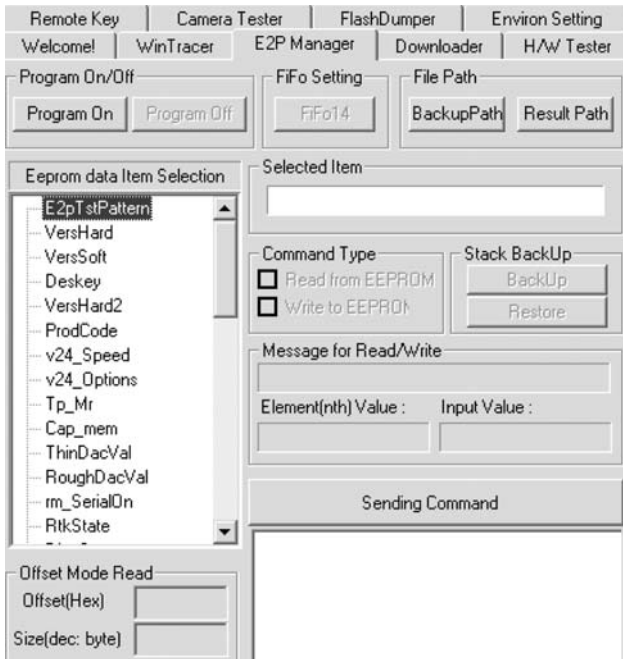 Remote Key
Camera Tester
FlashDumper
Environ Setting
Welcome!
WinTracer
E2P Manager
Downloader
H/W Tester
Program On/Off
Program On
Program Off
FiFo Setting
FiFo14
File Path
BackupPath
Result Path
Eeprom data Item Selection
E2pTstPattern
VersHard
VersSoft
Deskey
VersHard2
ProdCode
v24_Speed
v24_Options
Tp_Mr
Cap_mem
ThinDacVal
RoughDacVal
rm_SerialOn
RtkState
Selected Item
Command Type
Read from EEPROM
Write to EEPROM
Stack BackUp
BackUp
Restore
Message for Read/Write
Element(nth) Value :
Input Value :
Sending Command
Offset Mode Read
Offset(Hex)
Size(dec: byte)